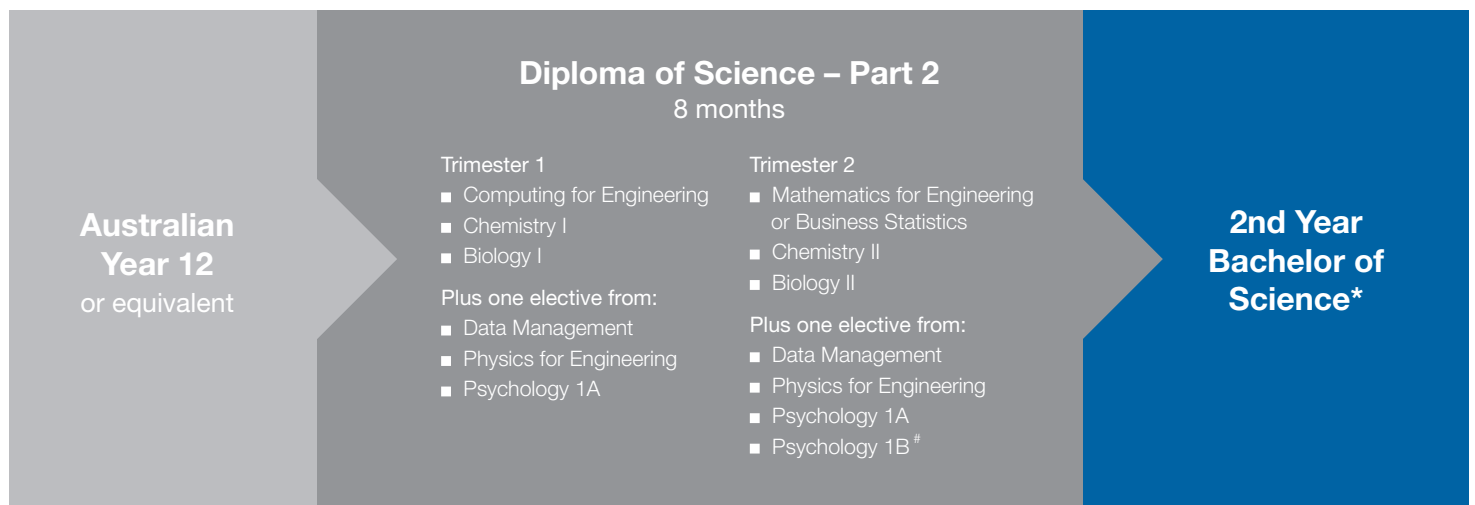 Australian
Year 12
or equivalent
Diploma of Science – Part 2
8 months
Trimester 1
■ Computing for Engineering
■ Chemistry I
■ Biology I
Plus one elective from:
■ Data Management
■ Physics for Engineering
■ Psychology 1A
Trimester 2
■ Mathematics for Engineering
or Business Statistics
■ Chemistry II
■ Biology II
Plus one elective from:
■ Data Management
■ Physics for Engineering
■ Psychology 1A
■ Psychology 1B #
2nd Year
Bachelor of
Science*